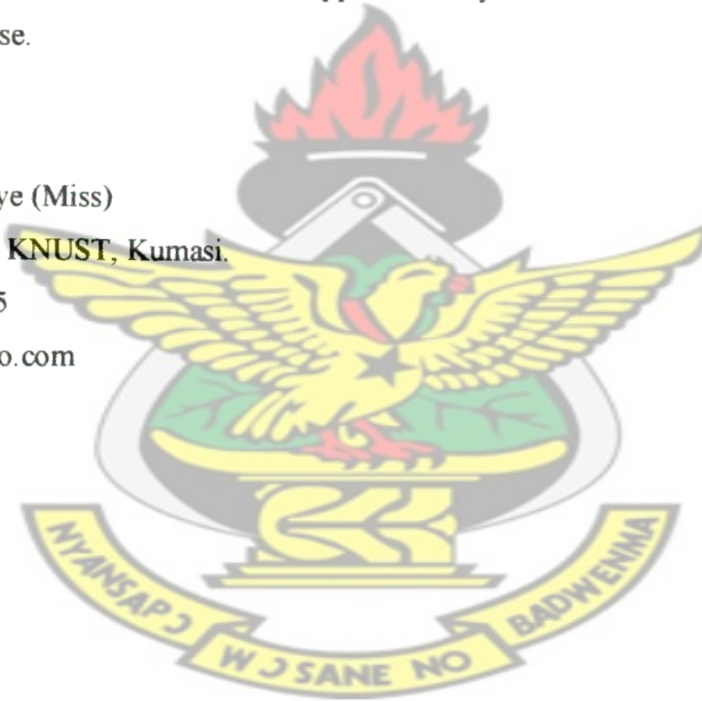 se.
ye (Miss)
KNUST, Kumasi.
5
o.com
NYANSAPƆ
WƆSANE NO
BADWENMA